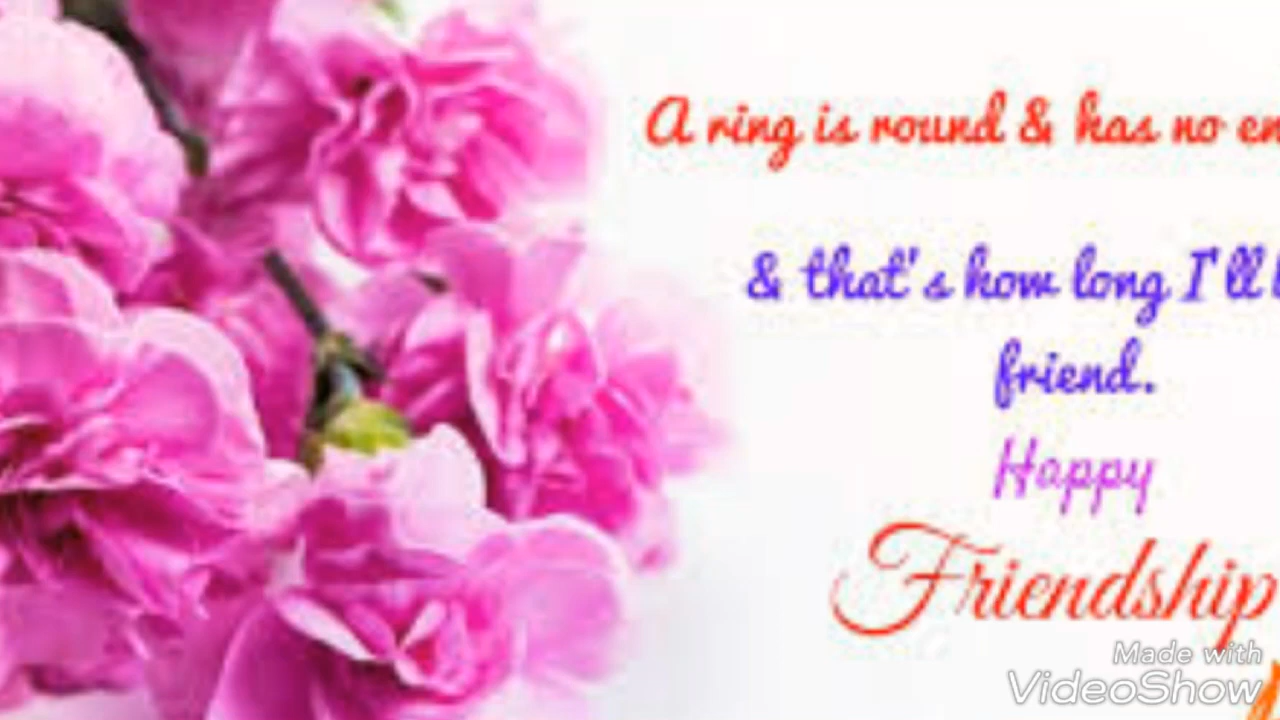 A ring is round & has no
& that's how long I'll
friend.
Happy
Friendship
Made with
VideoShow